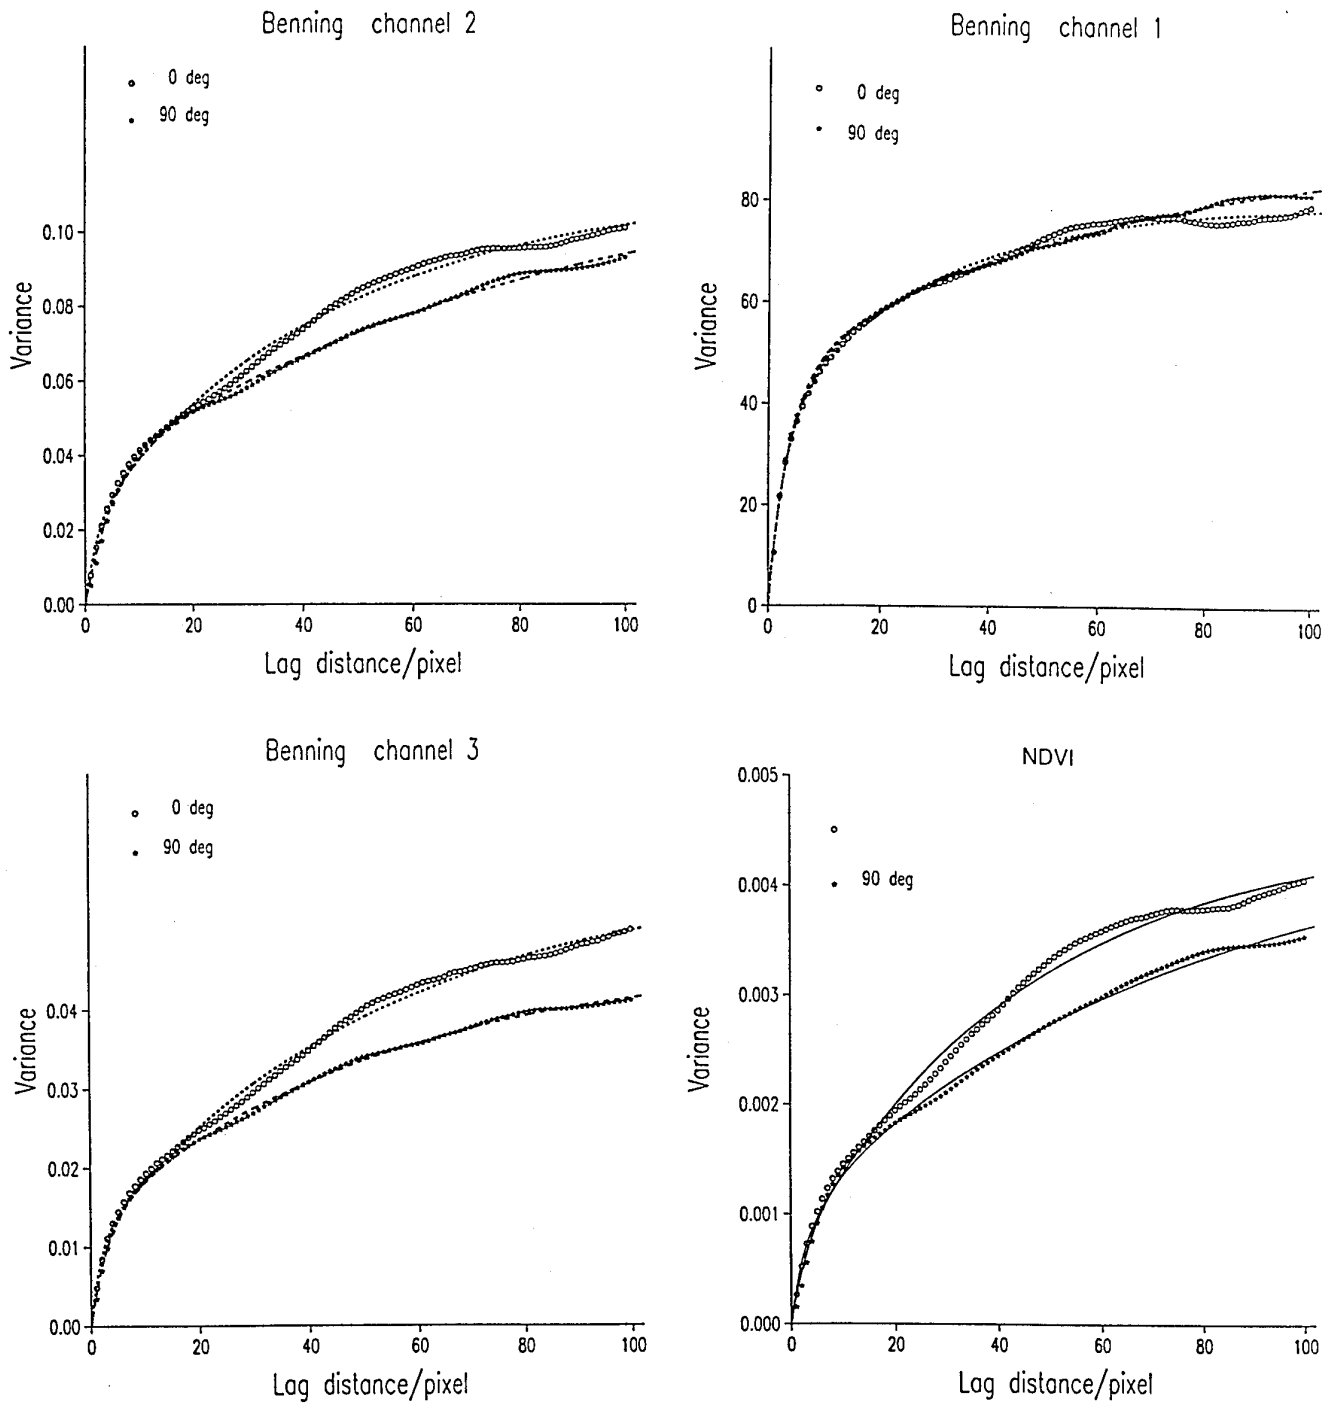 Benning channel 2
0 deg
90 deg
0.10
0.08
0.06
0.04
0.02
0.00
Variance
0 20 40 60 80 100
Lag distance/pixel
Benning channel 1
0 deg
90 deg
80
60
40
20
0
Variance
0 20 40 60 80 100
Lag distance/pixel
Benning channel 3
0 deg
90 deg
0.04
0.03
0.02
0.01
0.00
Variance
0 20 40 60 80 100
Lag distance/pixel
NDVI
90 deg
0.005
0.004
0.003
0.002
0.001
0.000
Variance
0 20 40 60 80 100
Lag distance/pixel